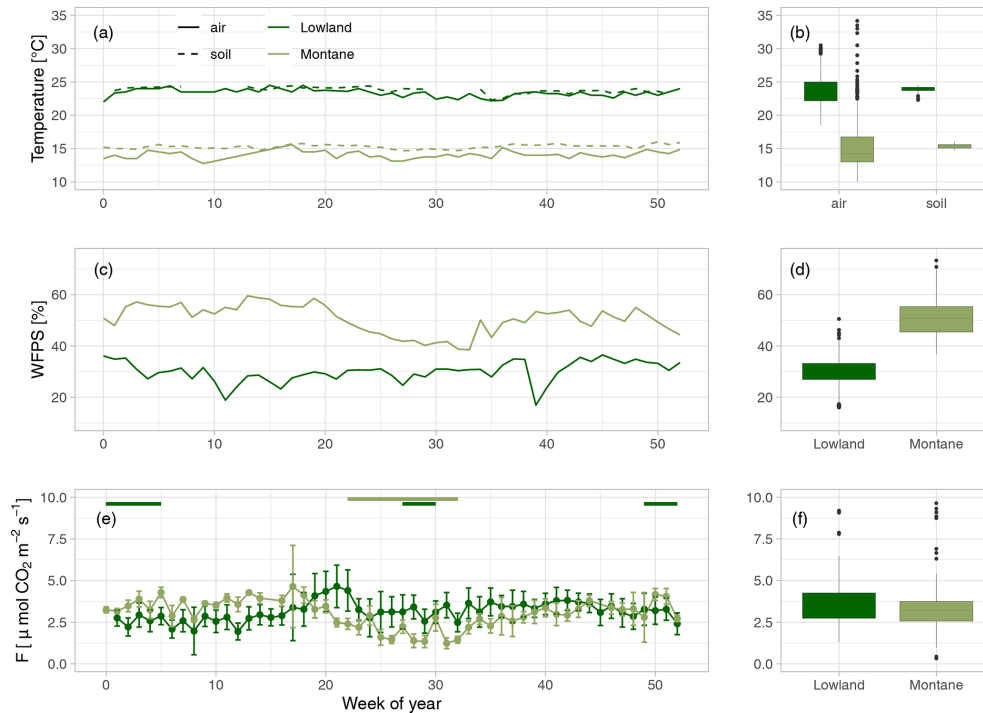 (a)
air
soil
Lowland
Montane
Temperature [°C]
35
30
25
20
15
10
0 10 20 30 40 50
(b)
35
30
25
20
15
10
air soil
(c)
WFPS [%]
60
40
20
0 10 20 30 40 50
(d)
60
40
20
Lowland Montane
(e)
F [ μ mol CO₂ m⁻² s⁻¹]
10.0
7.5
5.0
2.5
0.0
0 10 20 30 40 50
Week of year
(f)
10.0
7.5
5.0
2.5
0.0
Lowland Montane